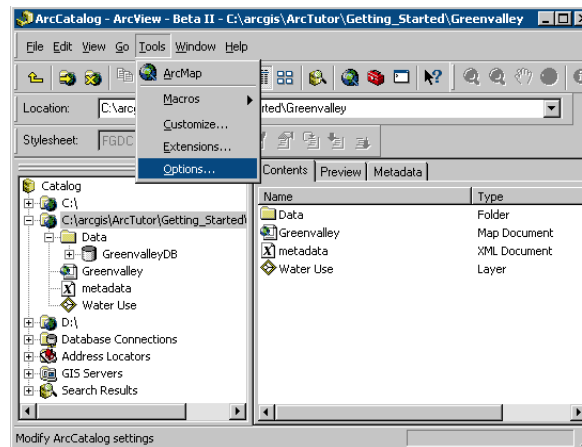 ArcCatalog - ArcView - Beta II - C:\arcgis\ArcTutor\Getting_Started\Greenvalley
File Edit View Go Tools Window Help
ArcMap
Macros
Customize...
Extensions...
Options...
Location: C:\arc rted\Greenvalley
Stylesheet: FGDC
Contents Preview Metadata
Catalog
C:\
C:\arcgis\ArcTutor\Getting_Started\
Data
GreenvalleyDB
Greenvalley
metadata
Water Use
D:\
Database Connections
Address Locators
GIS Servers
Search Results
Name Type
Data Folder
Greenvalley Map Document
metadata XML Document
Water Use Layer
Modify ArcCatalog settings